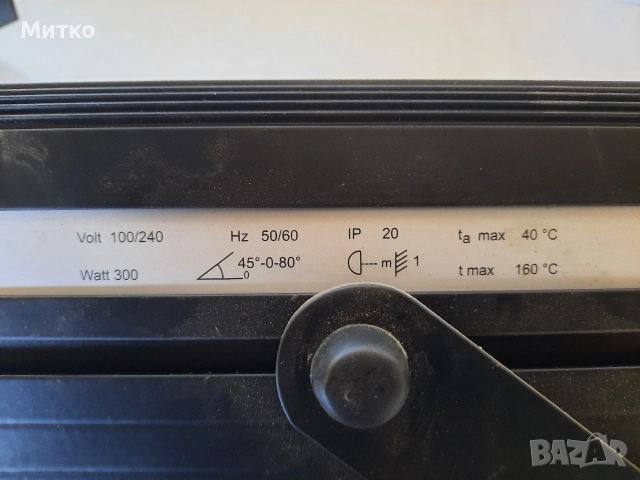 Митко
Volt 100/240 Hz 50/60 IP 20 ta max 40 °C
Watt 300 45°-0-80° 0 m 1 t max 160 °C
BAZAR